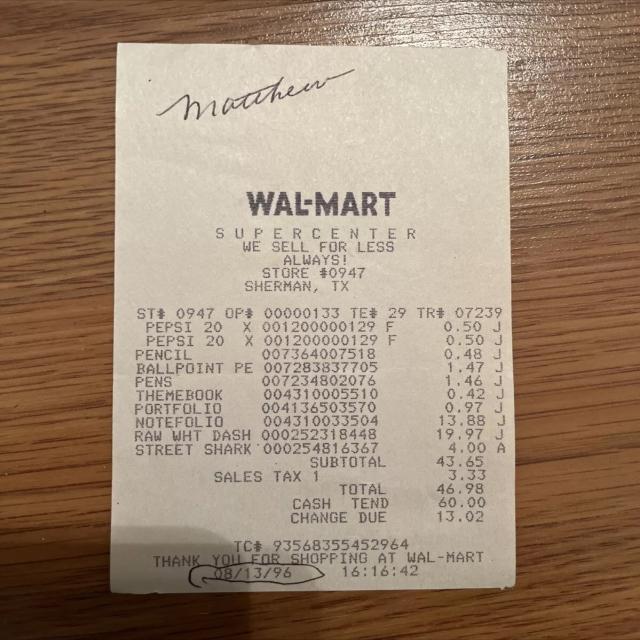 Matthew
WAL-MART
SUPERCENTER
WE SELL FOR LESS
ALWAYS!
STORE #0947
SHERMAN, TX
ST# 0947 OP# 00000133 TE# 29 TR# 07239
PEPSI 20 X 001200000129 F 0.50 J
PEPSI 20 X 001200000129 F 0.50 J
PENCIL 007364007518 0.48 J
BALLPOINT PE 007283837705 1.47 J
PENS 007234802076 1.46 J
THEMEBOOK 004310005510 0.42 J
PORTFOLIO 004136503570 0.97 J
NOTEFOLIO 004310033504 13.88 J
RAW WHT DASH 000252318448 19.97 J
STREET SHARK 000254816367 4.00 A
SUBTOTAL 43.65
SALES TAX 1 3.33
TOTAL 46.98
CASH TEND 60.00
CHANGE DUE 13.02
TC# 93568355452964
THANK YOU FOR SHOPPING AT WAL-MART
08/13/96 16:16:42